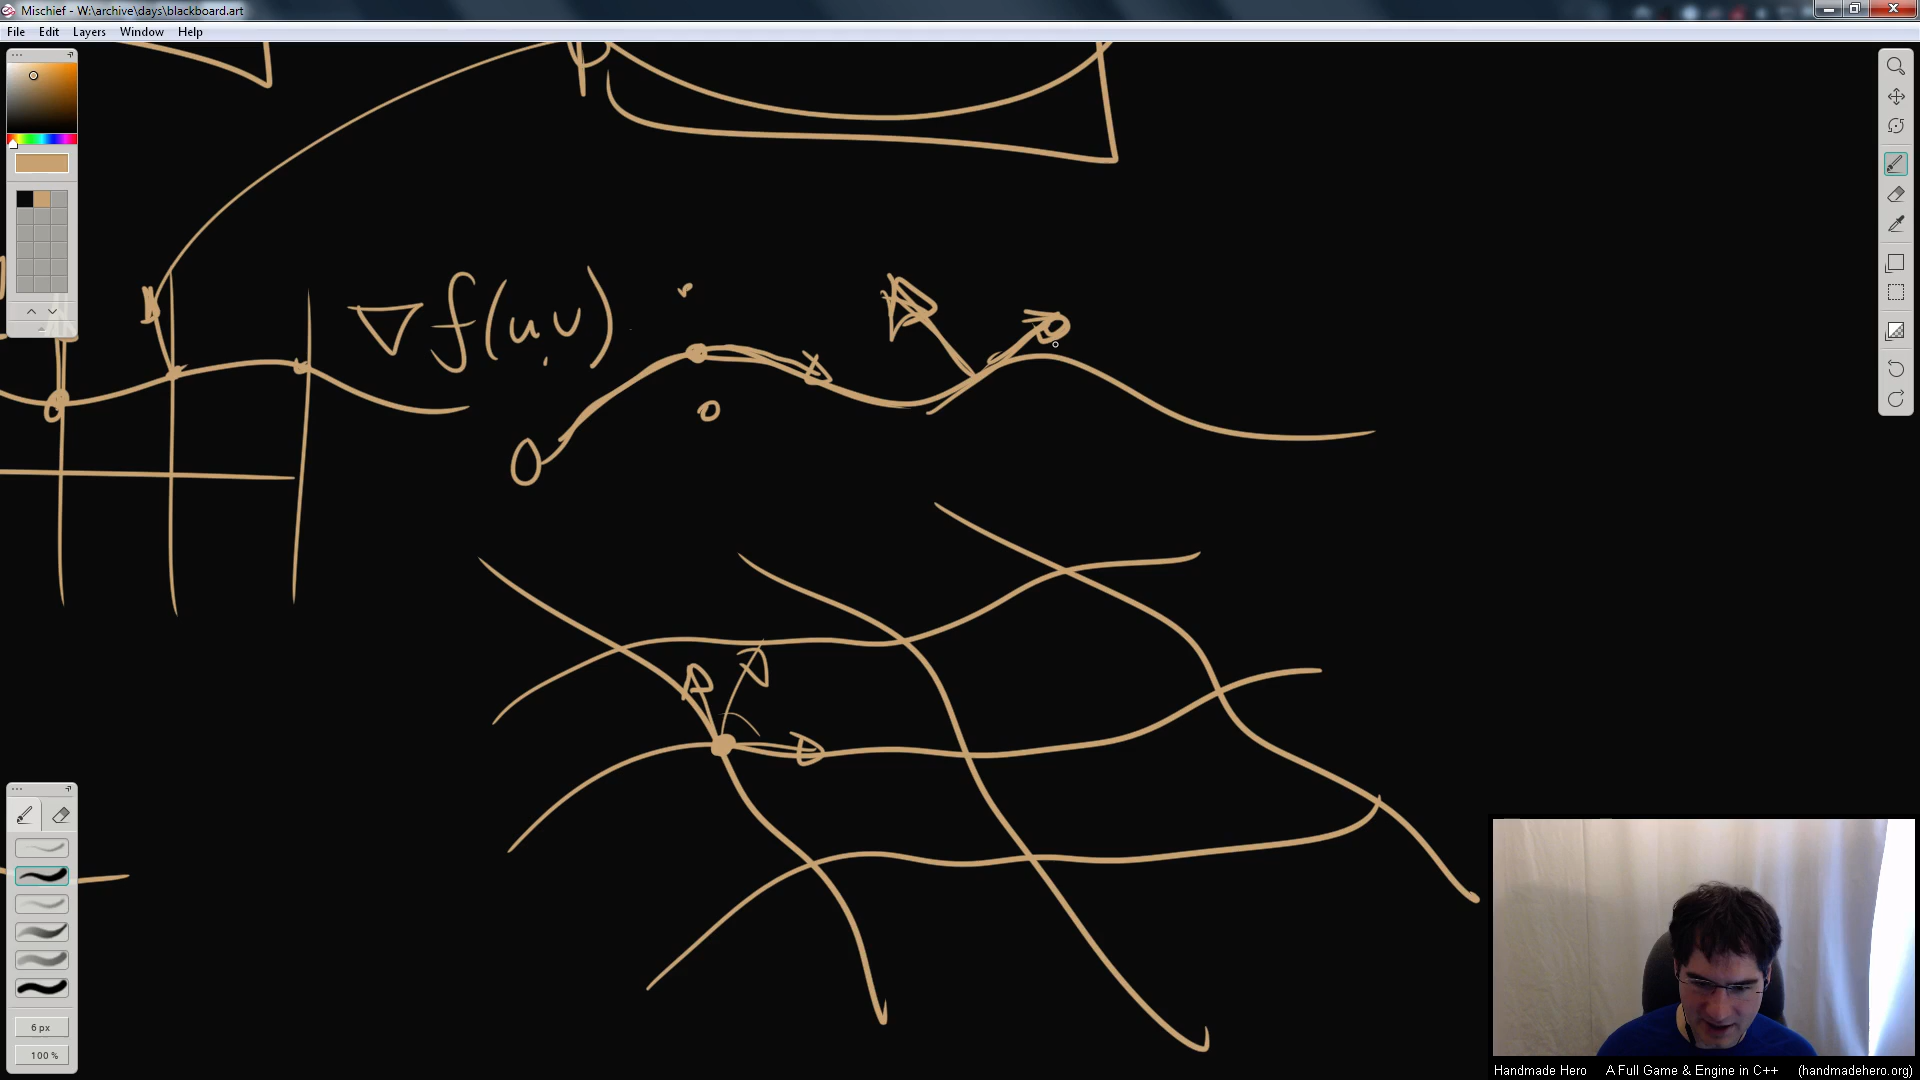 Mischief - W:\archive\days\blackboard.art
File Edit Layers Window Help
∇f(u,v)
6 px
100 %
Handmade Hero A Full Game & Engine in C++ (handmadehero.org)